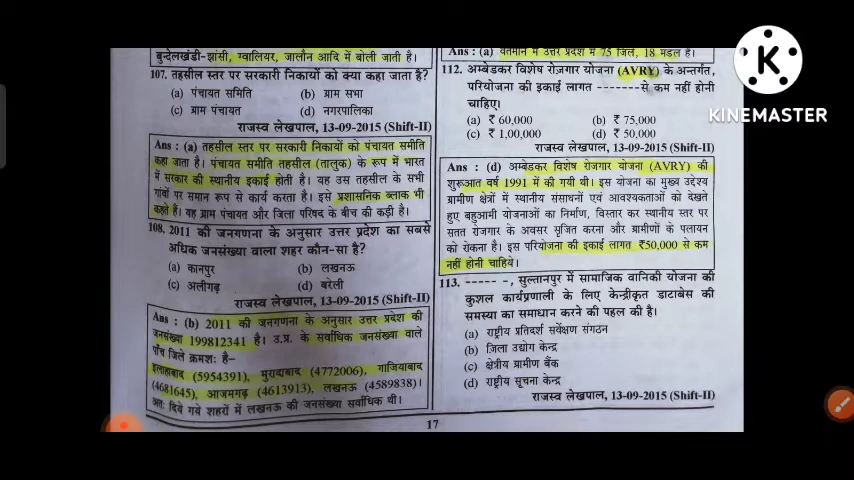 बुन्देलखंडी-झांसी, ग्वालियर, जालौन आदि में बोली जाती है।
107. तहसील स्तर पर सरकारी निकायों को क्या कहा जाता है?
(a) पंचायत समिति (b) ग्राम सभा
(c) ग्राम पंचायत (d) नगरपालिका
राजस्व लेखपाल, 13-09-2015 (Shift-II)
Ans : (a) तहसील स्तर पर सरकारी निकायों को पंचायत समीति
कहा जाता है। पंचायत समीति तहसील (तालुक) के रूप में भारत
में सरकार की स्थानीय इकाई होती है। यह उस तहसील के सभी
गांवों पर समान रूप से कार्य करता है। इसे प्रशासनिक ब्लाक भी
कहते हैं। यह ग्राम पंचायत और जिला परिषद के बीच की कड़ी है।
108. 2011 की जनगणना के अनुसार उत्तर प्रदेश का सबसे
अधिक जनसंख्या वाला शहर कौन-सा है?
(a) कानपुर (b) लखनऊ
(c) अलीगढ़ (d) बरेली
राजस्व लेखपाल, 13-09-2015 (Shift-II)
Ans : (b) 2011 की जनगणना के अनुसार उत्तर प्रदेश की
जनसंख्या 199812341 है। उ.प्र. के सर्वाधिक जनसंख्या वाले
पाँच जिले क्रमशः है–
इलाहाबाद (5954391), मुरादाबाद (4772006), गाजियाबाद
(4681645), आजमगढ़ (4613913), लखनऊ (4589838)।
अतः दिये गये शहरों में लखनऊ की जनसंख्या सर्वाधिक थी।
Ans : (a) वर्तमान में उत्तर प्रदेश में 75 जिले, 18 मंडल है।
112. अम्बेडकर विशेष रोज़गार योजना (AVRY) के अन्तर्गत,
परियोजना की इकाई लागत -------से कम नहीं होनी
चाहिए।
(a) ₹ 60,000 (b) ₹ 75,000
(c) ₹ 1,00,000 (d) ₹ 50,000
राजस्व लेखपाल, 13-09-2015 (Shift-II)
Ans : (d) अम्बेडकर विशेष रोजगार योजना (AVRY) की
शुरूआत वर्ष 1991 में की गयी थी। इस योजना का मुख्य उद्देश्य
ग्रामीण क्षेत्रों में स्थानीय संसाधनों एवं आवश्यकताओं को देखते
हुए बहुआमी योजनाओं का निर्माण, विस्तार कर स्थानीय स्तर पर
सतत रोजगार के अवसर सृजित करना और ग्रामीणों के पलायन
को रोकना है। इस परियोजना की इकाई लागत ₹50,000 से कम
नहीं होनी चाहिये।
113. ------ -, सुल्तानपुर में सामाजिक वानिकी योजना की
कुशल कार्यप्रणाली के लिए केन्द्रीकृत डाटाबेस की
समस्या का समाधान करने की पहल की है।
(a) राष्ट्रीय प्रतिदर्श सर्वेक्षण संगठन
(b) ज़िला उद्योग केन्द्र
(c) क्षेत्रीय ग्रामीण बैंक
(d) राष्ट्रीय सूचना केन्द्र
राजस्व लेखपाल, 13-09-2015 (Shift-II)
17
K
KINEMASTER